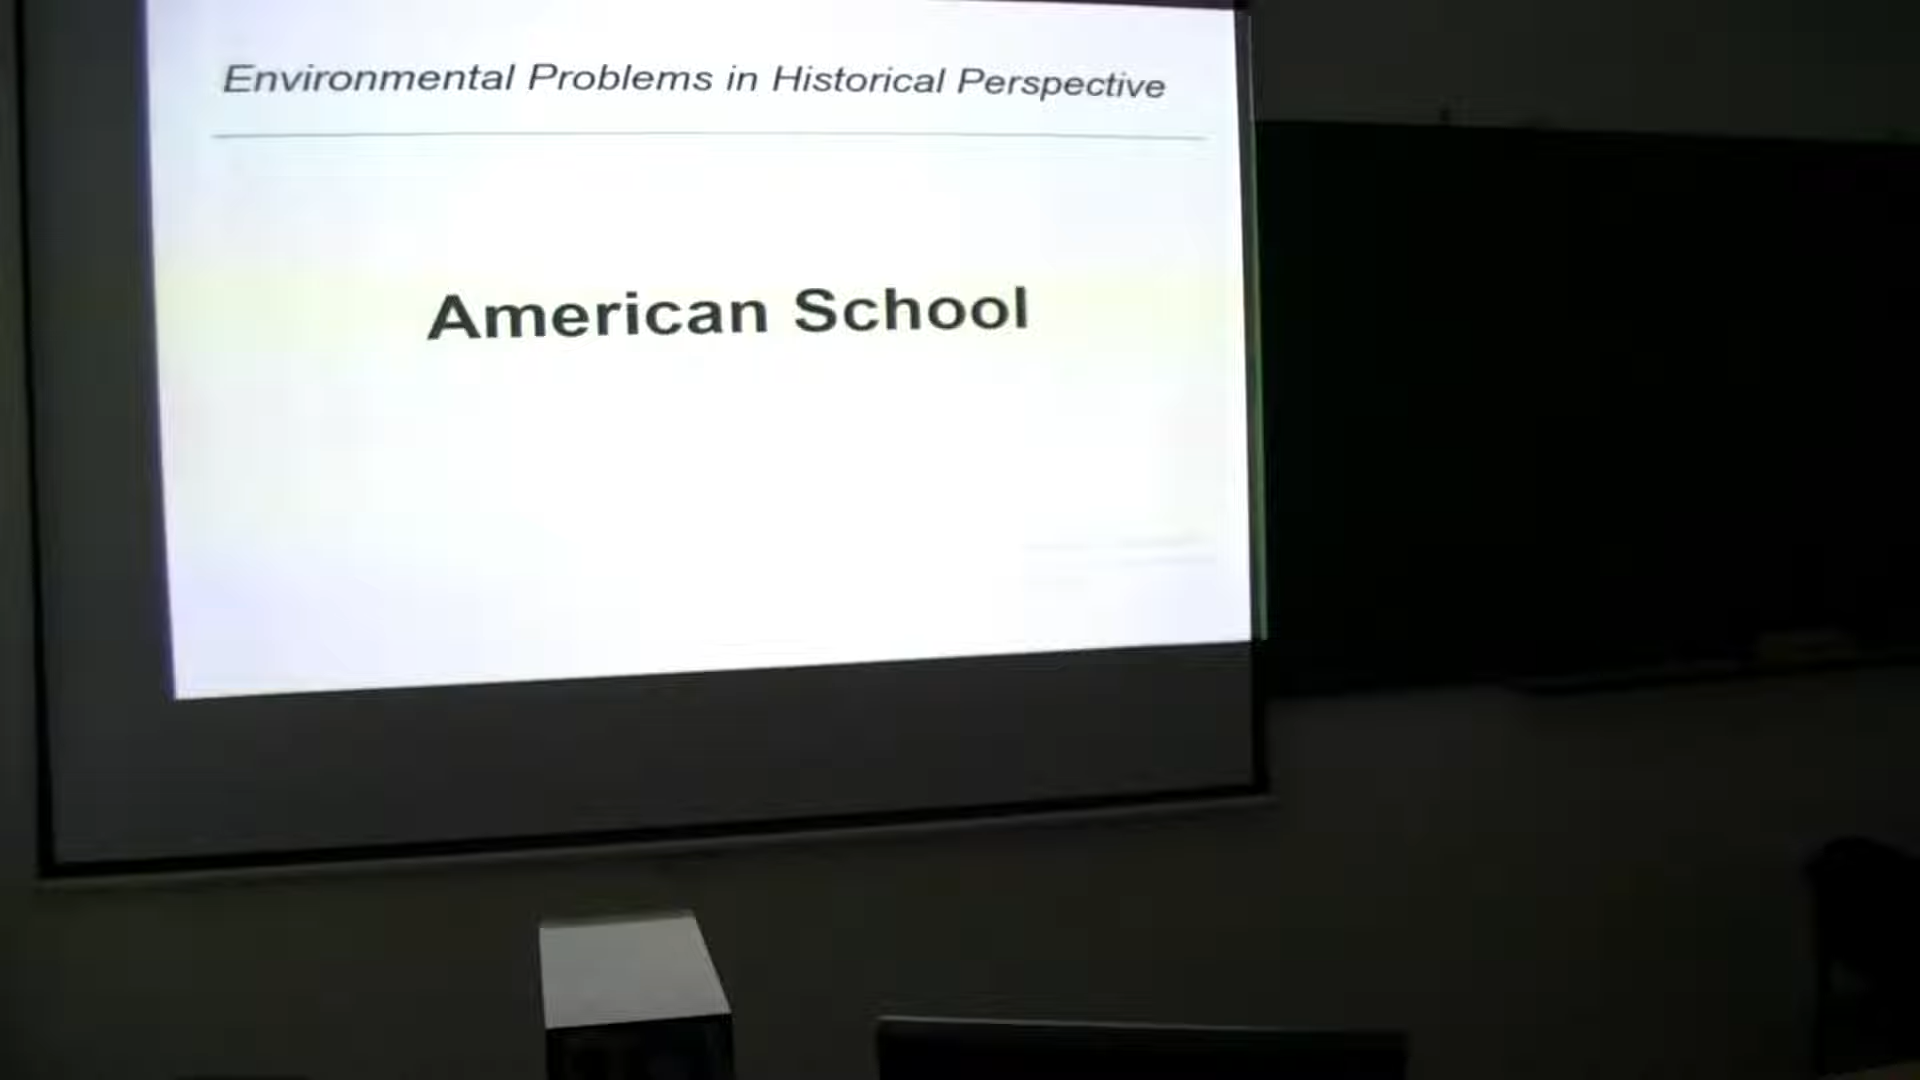 Environmental Problems in Historical Perspective
American School